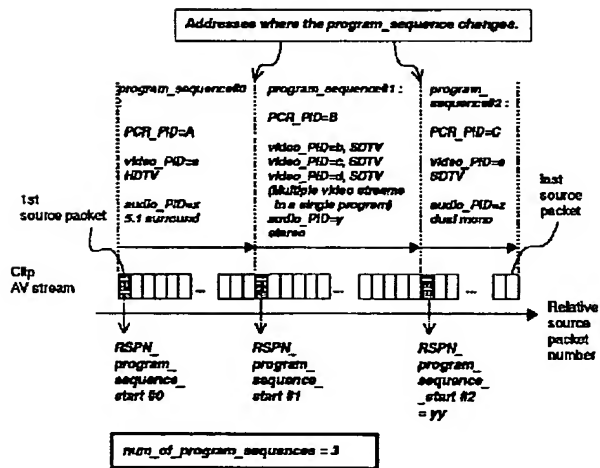 Addresses where the program_sequence changes.
program_sequence#0
PCR_PID=A
video_PID=a
HDTV
audio_PID=x
5.1 surround
program_sequence#1 :
PCR_PID=B
video_PID=b, SDTV
video_PID=c, SDTV
video_PID=d, SDTV
(Multiple video streams
in a single program)
audio_PID=y
stereo
program_
sequence#2 :
PCR_PID=C
video_PID=e
SDTV
audio_PID=z
dual mono
1st
source packet
last
source
packet
Clip
AV stream
...
...
...
Relative
source
packet
number
RSPN_
program_
sequence_
start #0
RSPN_
program_
sequence_
start #1
RSPN_
program_
sequence
_start #2
= yy
num_of_program_sequences = 3